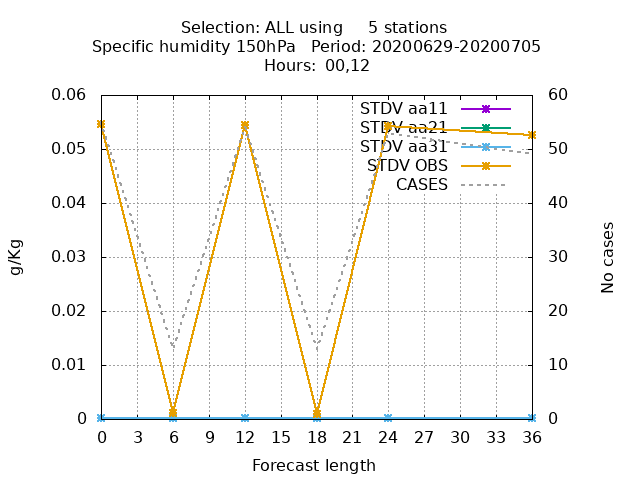 Selection: ALL using     5 stations
Specific humidity 150hPa   Period: 20200629-20200705
Hours: 00,12
0.06
0.05
0.04
0.03
0.02
0.01
0
60
50
40
30
20
10
0
g/Kg
No cases
STDV aa11
STDV aa21
STDV aa31
STDV OBS
CASES
0 3 6 9 12 15 18 21 24 27 30 33 36
Forecast length